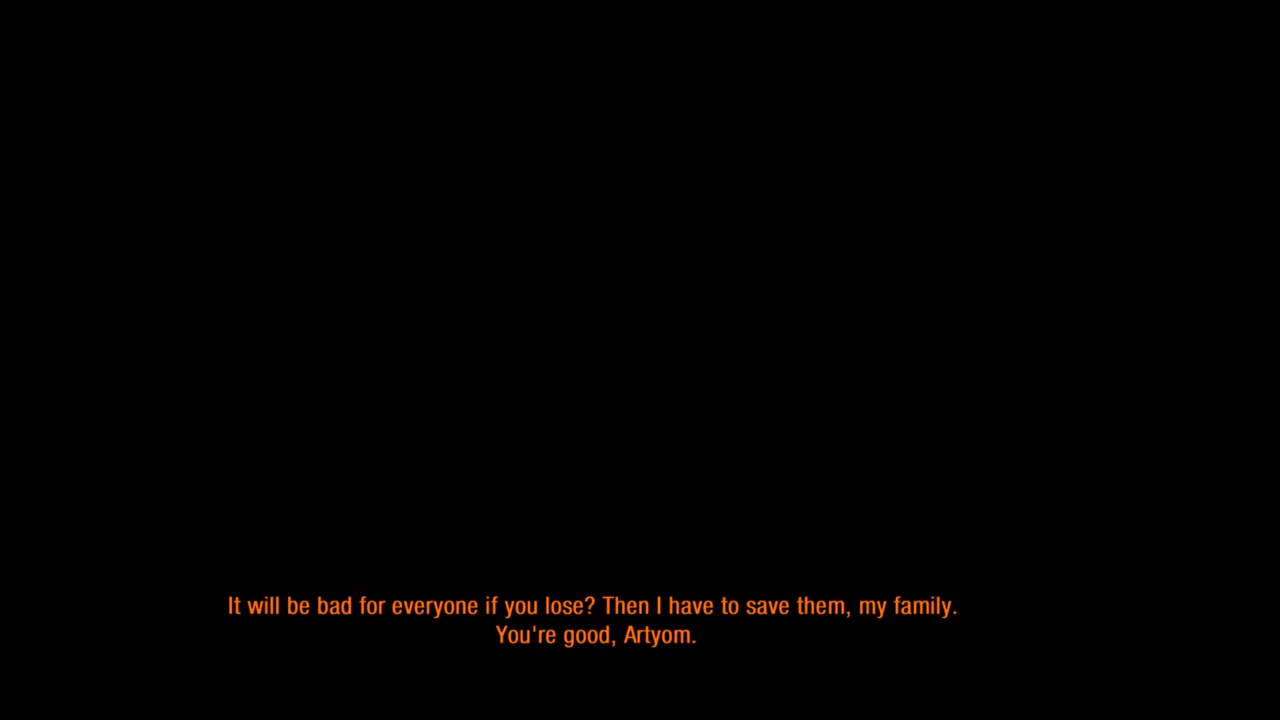 It will be bad for everyone if you lose? Then I have to save them, my family.
You're good, Artyom.